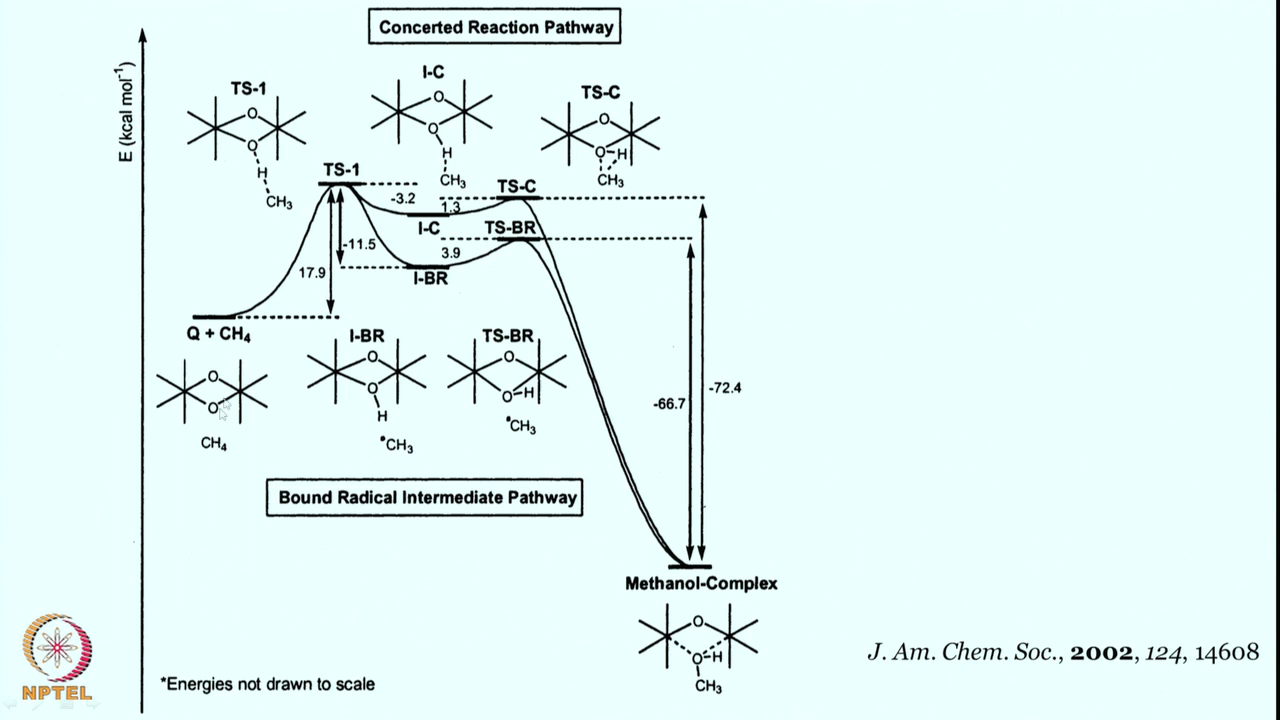 Concerted Reaction Pathway
E (kcal mol⁻¹)
TS-1
O
O
H
CH₃
I-C
O
O
H
CH₃
TS-C
O
O H
CH₃
TS-1
-3.2
1.3
TS-C
I-C
TS-BR
-11.5
3.9
17.9
I-BR
Q + CH₄
O
O
CH₄
I-BR
O
O
H
•CH₃
TS-BR
O
O H
•CH₃
-66.7
-72.4
Bound Radical Intermediate Pathway
Methanol-Complex
O
O-H
CH₃
J. Am. Chem. Soc., 2002, 124, 14608
*Energies not drawn to scale
NPTEL